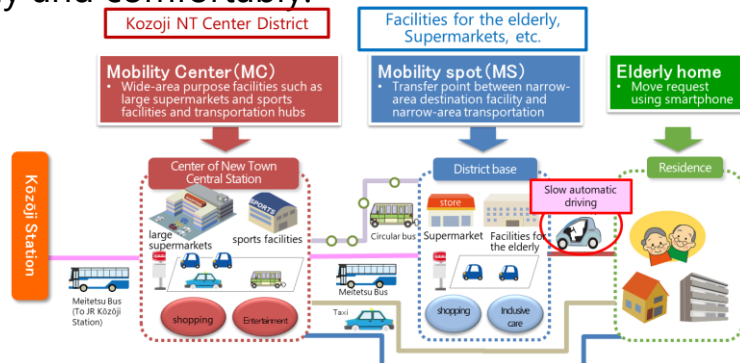 y and comfortably.
Kozoji NT Center District
Facilities for the elderly,
Supermarkets, etc.
Mobility Center(MC)
• Wide-area purpose facilities such as
large supermarkets and sports
facilities and transportation hubs
Mobility spot(MS)
• Transfer point between narrow-
area destination facility and
narrow-area transportation
Elderly home
• Move request
using smartphone
Kōzōji Station
Center of New Town
Central Station
SPORTS
large
supermarkets
sports facilities
shopping
Entertainment
Meitetsu Bus
(To JR Kōzōji
Station)
Circular bus
Meitetsu Bus
Taxi
District base
store
Supermarket
Facilities for
the elderly
shopping
Inclusive
care
Slow automatic
driving
Residence